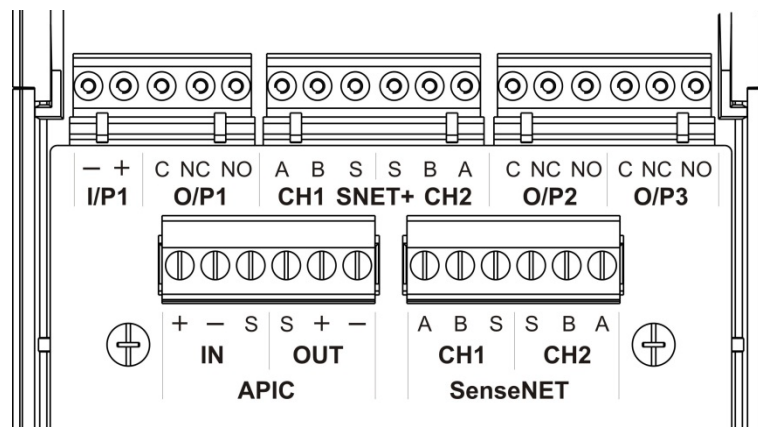 − + C NC NO A B S S B A C NC NO C NC NO
I/P1 O/P1 CH1 SNET+ CH2 O/P2 O/P3
+ − S S + − A B S S B A
IN OUT CH1 CH2
APIC SenseNET